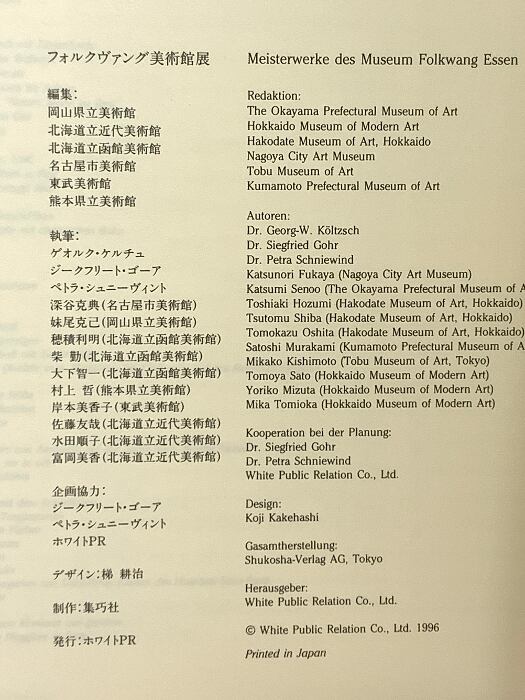 フォルクヴァング美術館展
編集:
岡山県立美術館
北海道立近代美術館
北海道立函館美術館
名古屋市美術館
東武美術館
熊本県立美術館
執筆:
ゲオルク・ケルチュ
ジークフリート・ゴーア
ペトラ・シュニーヴィント
深谷克典(名古屋市美術館)
妹尾克己(岡山県立美術館)
穂積利明(北海道立函館美術館)
柴 勤(北海道立函館美術館)
大下智一(北海道立函館美術館)
村上 哲(熊本県立美術館)
岸本美香子(東武美術館)
佐藤友哉(北海道立近代美術館)
水田順子(北海道立近代美術館)
富岡美香(北海道立近代美術館)
企画協力:
ジークフリート・ゴーア
ペトラ・シュニーヴィント
ホワイトPR
デザイン:梯 耕治
制作:集巧社
発行:ホワイトPR
Meisterwerke des Museum Folkwang Essen
Redaktion:
The Okayama Prefectural Museum of Art
Hokkaido Museum of Modern Art
Hakodate Museum of Art, Hokkaido
Nagoya City Art Museum
Tobu Museum of Art
Kumamoto Prefectural Museum of Art
Autoren:
Dr. Georg-W. Költzsch
Dr. Siegfried Gohr
Dr. Petra Schniewind
Katsunori Fukaya (Nagoya City Art Museum)
Katsumi Senoo (The Okayama Prefectural Museum of A
Toshiaki Hozumi (Hakodate Museum of Art, Hokkaido)
Tsutomu Shiba (Hakodate Museum of Art, Hokkaido)
Tomokazu Oshita (Hakodate Museum of Art, Hokkaido)
Satoshi Murakami (Kumamoto Prefectural Museum of A
Mikako Kishimoto (Tobu Museum of Art, Tokyo)
Tomoya Sato (Hokkaido Museum of Modern Art)
Yoriko Mizuta (Hokkaido Museum of Modern Art)
Mika Tomioka (Hokkaido Museum of Modern Art)
Kooperation bei der Planung:
Dr. Siegfried Gohr
Dr. Petra Schniewind
White Public Relation Co., Ltd.
Design:
Koji Kakehashi
Gasamtherstellung:
Shukosha-Verlag AG, Tokyo
Herausgeber:
White Public Relation Co., Ltd.
© White Public Relation Co., Ltd. 1996
Printed in Japan